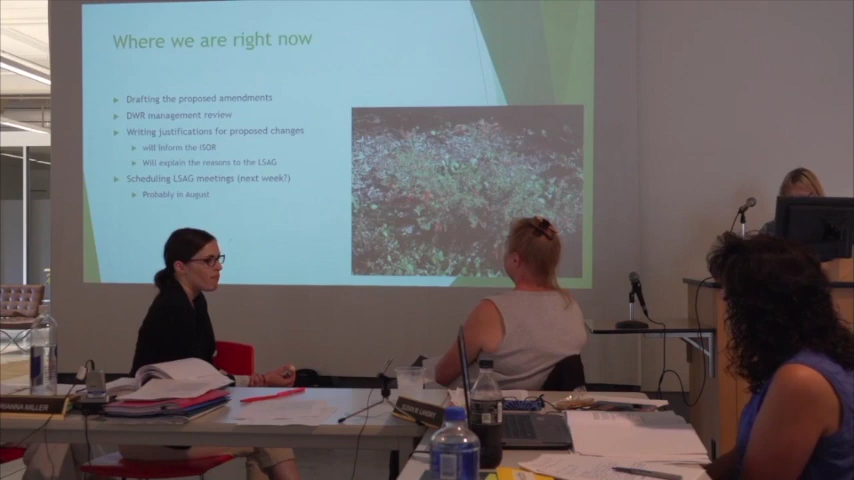 Where we are right now
Drafting the proposed amendments
DWR management review
Writing justifications for proposed changes
will inform the ISOR
Will explain the reasons to the LSAG
Scheduling LSAG meetings (next week?)
Probably in August
MILLER